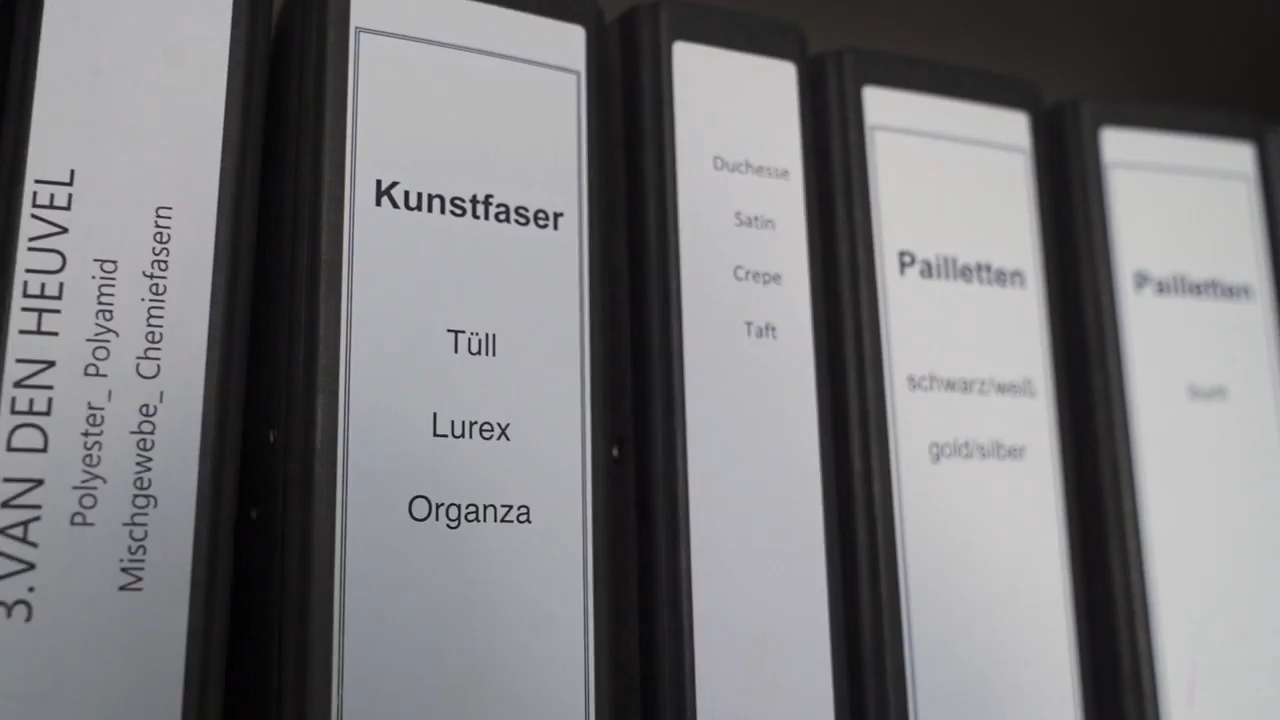 3.VAN DEN HEUVEL
Polyester_ Polyamid
Mischgewebe_ Chemiefasern
Kunstfaser
Tüll
Lurex
Organza
Duchesse
Satin
Crepe
Taft
Pailletten
schwarz/weiß
gold/silber
Pailletten